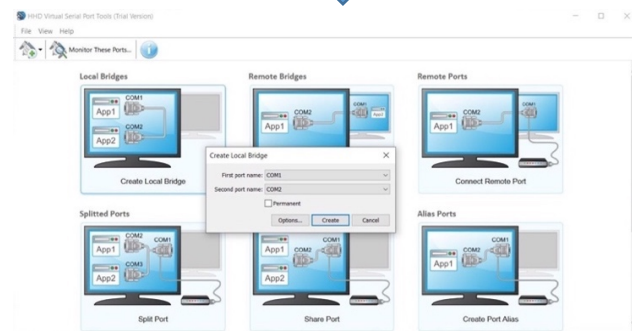 HHD Virtual Serial Port Tools (Trial Version)
File View Help
Monitor These Ports...
Local Bridges
Remote Bridges
Remote Ports
COM1
App1
COM2
App2
COM2
COM1
App1
App1
COM2
COM1
App1
Create Local Bridge
First port name: COM1
Second port name: COM2
Permanent
Options...
Create
Cancel
Create Local Bridge
Connect Remote Port
Splitted Ports
Alias Ports
COM2
COM1
App1
COM3
App2
COM1
App1
App2
COM2
COM1
App1
Split Port
Share Port
Create Port Alias